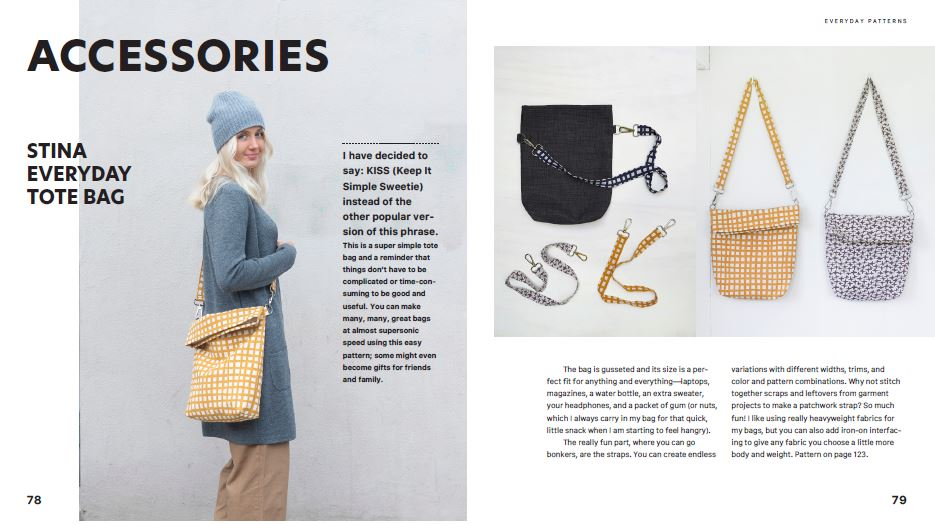 ACCESSORIES
STINA
EVERYDAY
TOTE BAG
I have decided to
say: KISS (Keep It
Simple Sweetie)
instead of the
other popular ver-
sion of this phrase.
This is a super simple tote
bag and a reminder that
things don't have to be
complicated or time-con-
suming to be good and
useful. You can make
many, many, great bags
at almost supersonic
speed using this easy
pattern; some might even
become gifts for friends
and family.
78
EVERYDAY PATTERNS
The bag is gusseted and its size is a per-
fect fit for anything and everything—laptops,
magazines, a water bottle, an extra sweater,
your headphones, and a packet of gum (or nuts,
which I always carry in my bag for that quick,
little snack when I am starting to feel hangry).
The really fun part, where you can go
bonkers, are the straps. You can create endless
variations with different widths, trims, and
color and pattern combinations. Why not stitch
together scraps and leftovers from garment
projects to make a patchwork strap? So much
fun! I like using really heavyweight fabrics for
my bags, but you can also add iron-on interfac-
ing to give any fabric you choose a little more
body and weight. Pattern on page 123.
79